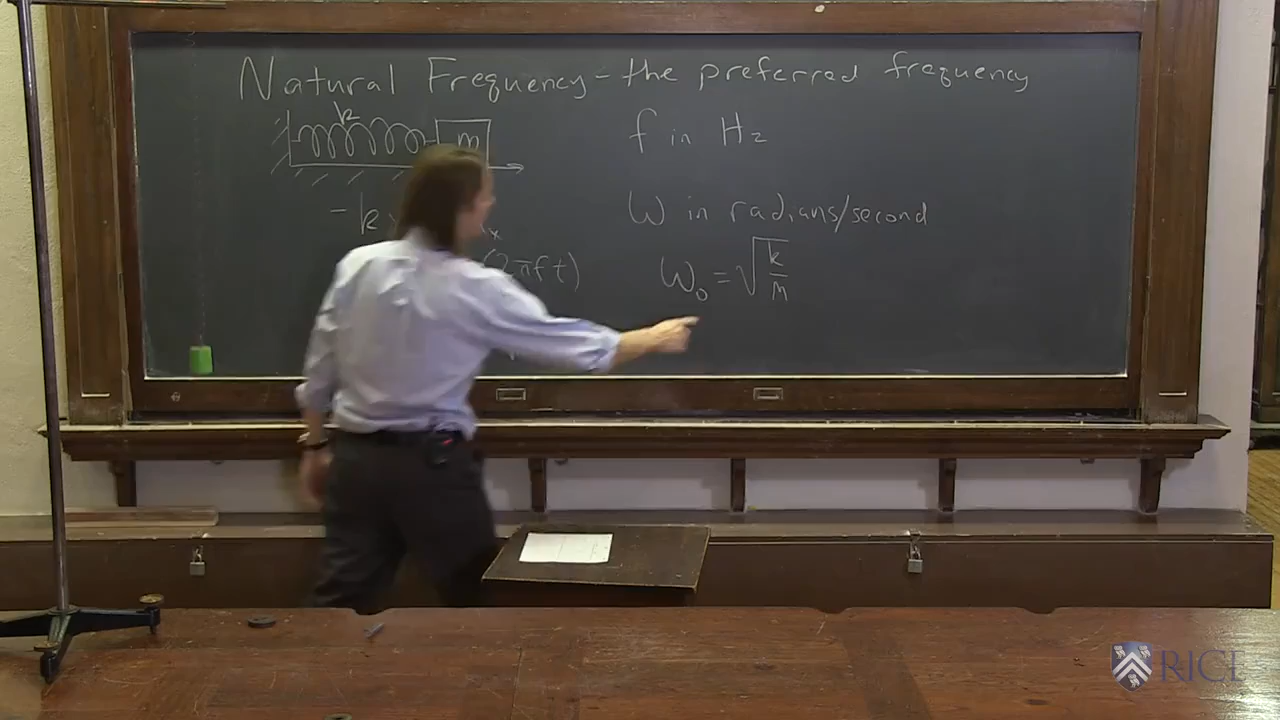 Natural Frequency - the preferred frequency
k
m
f in Hz
- k
x
ω in radians/second
(2πft)
ω₀ = √(k/m)
RICE